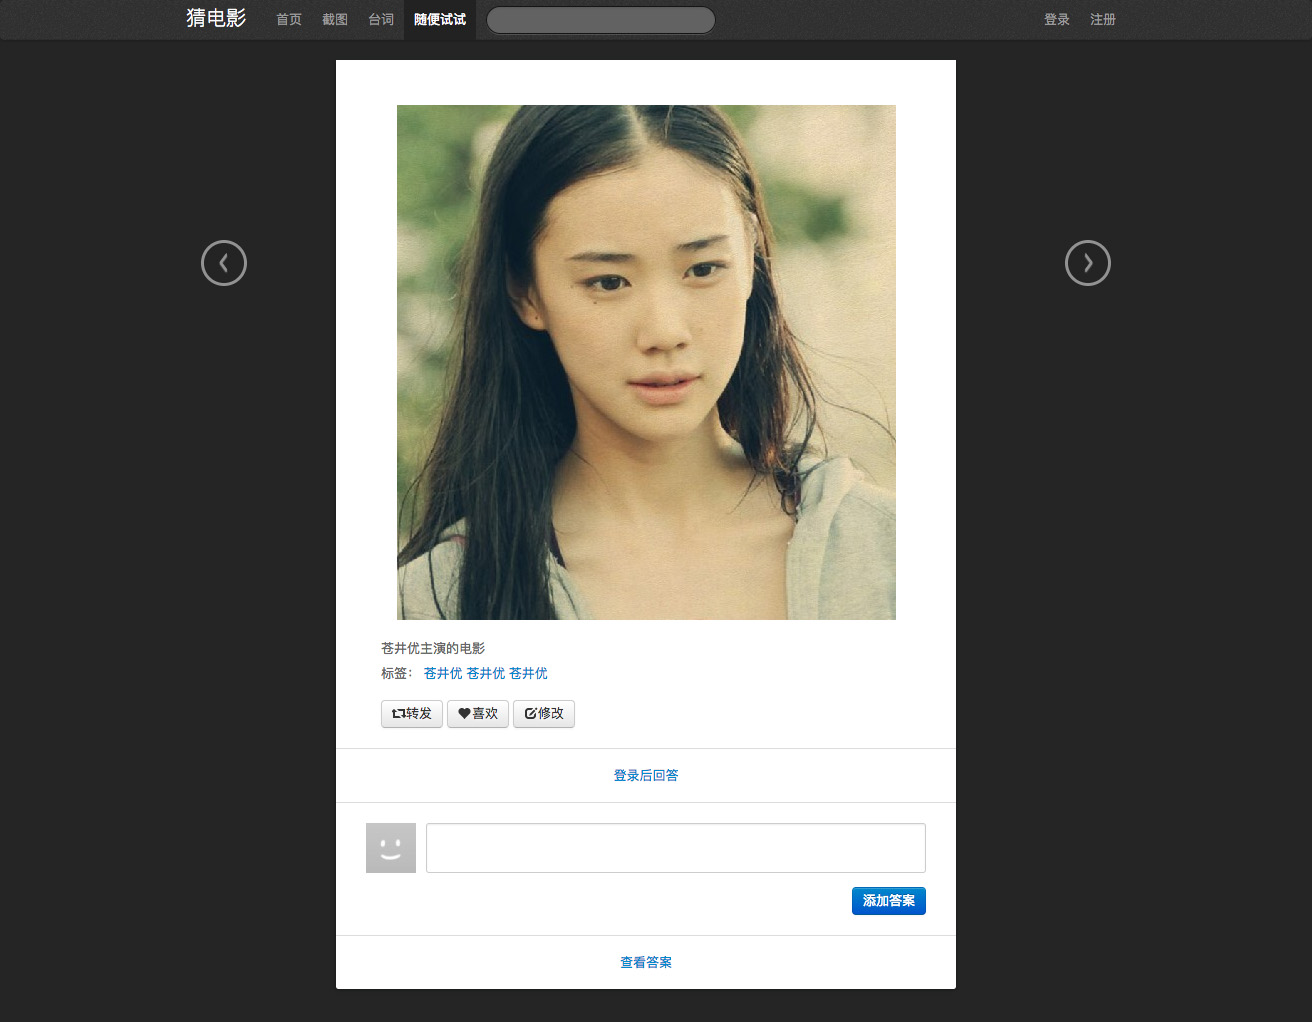 猜电影 首页 截图 台词 随便试试 登录 注册
苍井优主演的电影
标签： 苍井优 苍井优 苍井优
转发 喜欢 修改
登录后回答
添加答案
查看答案